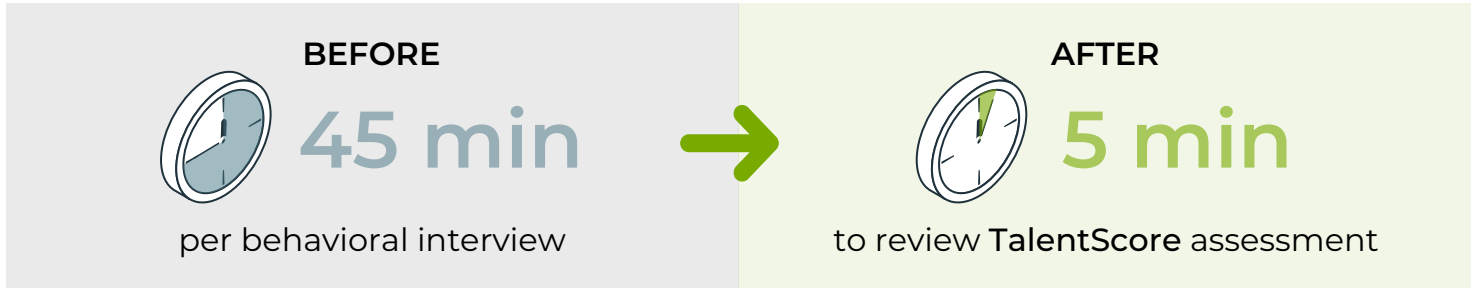 BEFORE
45 min
per behavioral interview
AFTER
5 min
to review TalentScore assessment